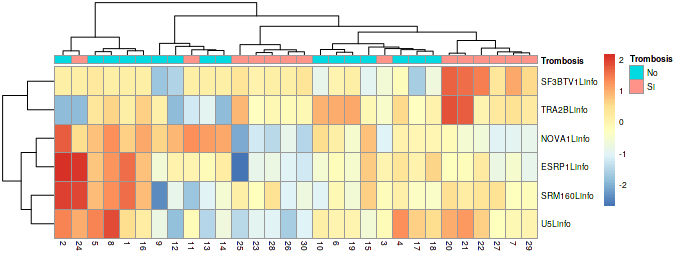 Trombosis
SF3BTV1Linfo
TRA2BLinfo
NOVA1Linfo
ESRP1Linfo
SRM160Linfo
U5Linfo
2 24 5 8 1 16 9 12 11 13 14 25 23 28 26 30 10 6 19 15 3 4 17 18 20 21 22 27 7 29
2
1
0
-1
-2
Trombosis
No
Si